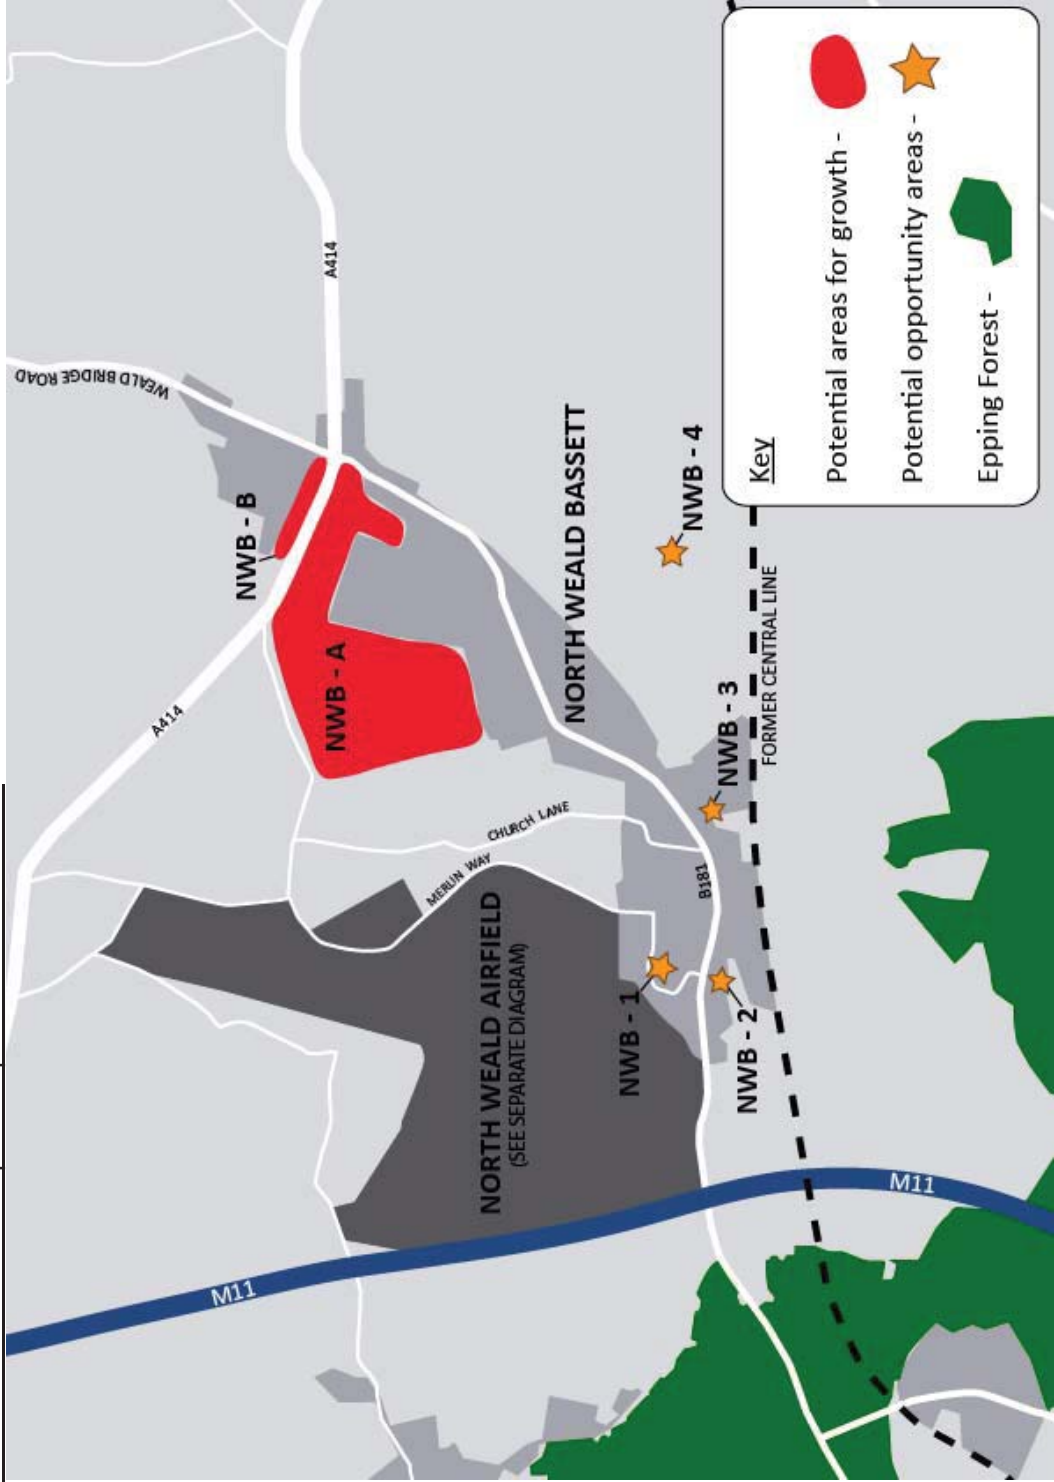 M11
A414
WEALD BRIDGE ROAD
A414
NWB - B
NWB - A
CHURCH LANE
MERLIN WAY
NORTH WEALD AIRFIELD
(SEE SEPARATE DIAGRAM)
NORTH WEALD BASSETT
NWB - 1
B181
NWB - 4
NWB - 3
NWB - 2
FORMER CENTRAL LINE
M11
Key
Potential areas for growth -
Potential opportunity areas -
Epping Forest -